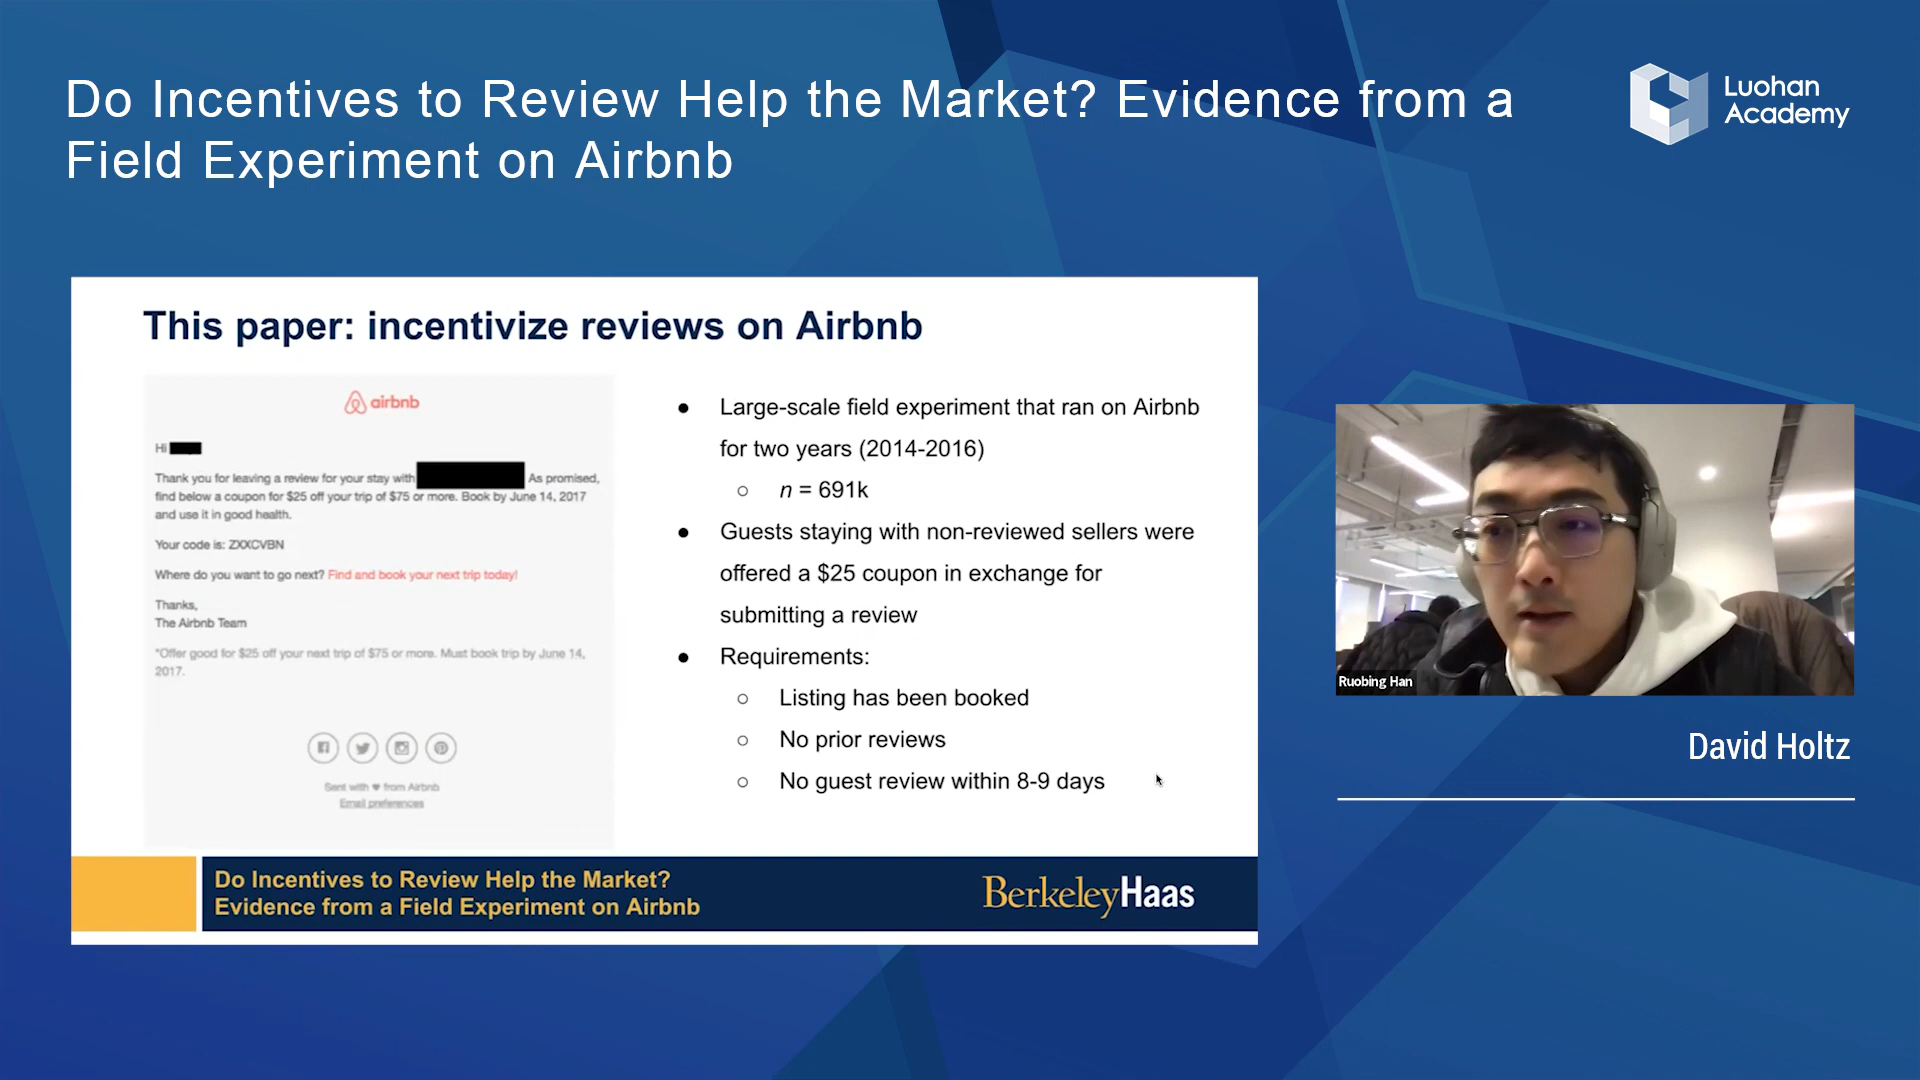 Do Incentives to Review Help the Market? Evidence from a
Field Experiment on Airbnb
Luohan
Academy
This paper: incentivize reviews on Airbnb
airbnb
Hi
Thank you for leaving a review for your stay with As promised,
find below a coupon for $25 off your trip of $75 or more. Book by June 14, 2017
and use it in good health.
Your code is: ZXXCVBN
Where do you want to go next? Find and book your next trip today!
Thanks,
The Airbnb Team
*Offer good for $25 off your next trip of $75 or more. Must book trip by June 14,
2017.
Sent with ♥ from Airbnb
Email preferences
● Large-scale field experiment that ran on Airbnb
for two years (2014-2016)
○ n = 691k
● Guests staying with non-reviewed sellers were
offered a $25 coupon in exchange for
submitting a review
● Requirements:
○ Listing has been booked
○ No prior reviews
○ No guest review within 8-9 days
Do Incentives to Review Help the Market?
Evidence from a Field Experiment on Airbnb
BerkeleyHaas
Ruobing Han
David Holtz